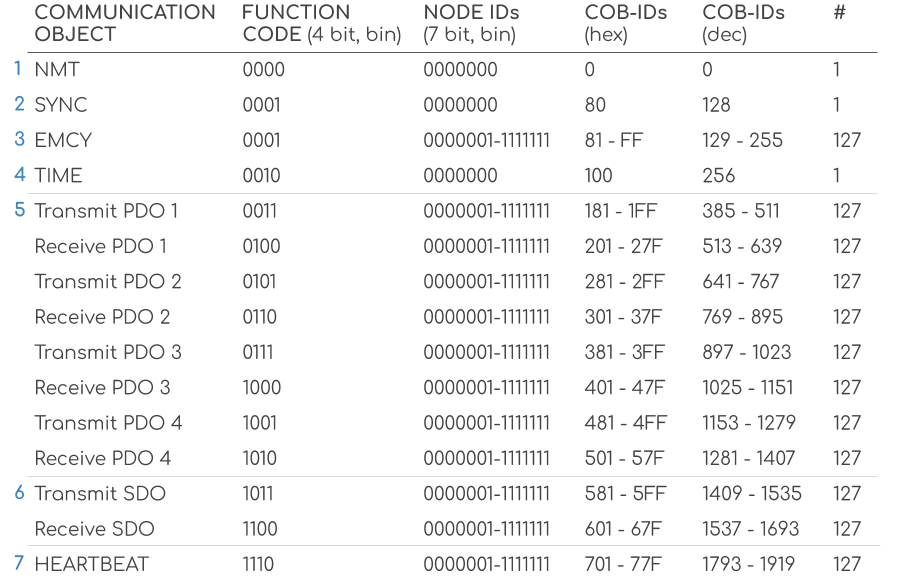 COMMUNICATION OBJECT FUNCTION CODE (4 bit, bin) NODE IDs (7 bit, bin) COB-IDs (hex) COB-IDs (dec) #
1 NMT 0000 0000000 0 0 1
2 SYNC 0001 0000000 80 128 1
3 EMCY 0001 0000001-1111111 81 - FF 129 - 255 127
4 TIME 0010 0000000 100 256 1
5 Transmit PDO 1 0011 0000001-1111111 181 - 1FF 385 - 511 127
Receive PDO 1 0100 0000001-1111111 201 - 27F 513 - 639 127
Transmit PDO 2 0101 0000001-1111111 281 - 2FF 641 - 767 127
Receive PDO 2 0110 0000001-1111111 301 - 37F 769 - 895 127
Transmit PDO 3 0111 0000001-1111111 381 - 3FF 897 - 1023 127
Receive PDO 3 1000 0000001-1111111 401 - 47F 1025 - 1151 127
Transmit PDO 4 1001 0000001-1111111 481 - 4FF 1153 - 1279 127
Receive PDO 4 1010 0000001-1111111 501 - 57F 1281 - 1407 127
6 Transmit SDO 1011 0000001-1111111 581 - 5FF 1409 - 1535 127
Receive SDO 1100 0000001-1111111 601 - 67F 1537 - 1693 127
7 HEARTBEAT 1110 0000001-1111111 701 - 77F 1793 - 1919 127